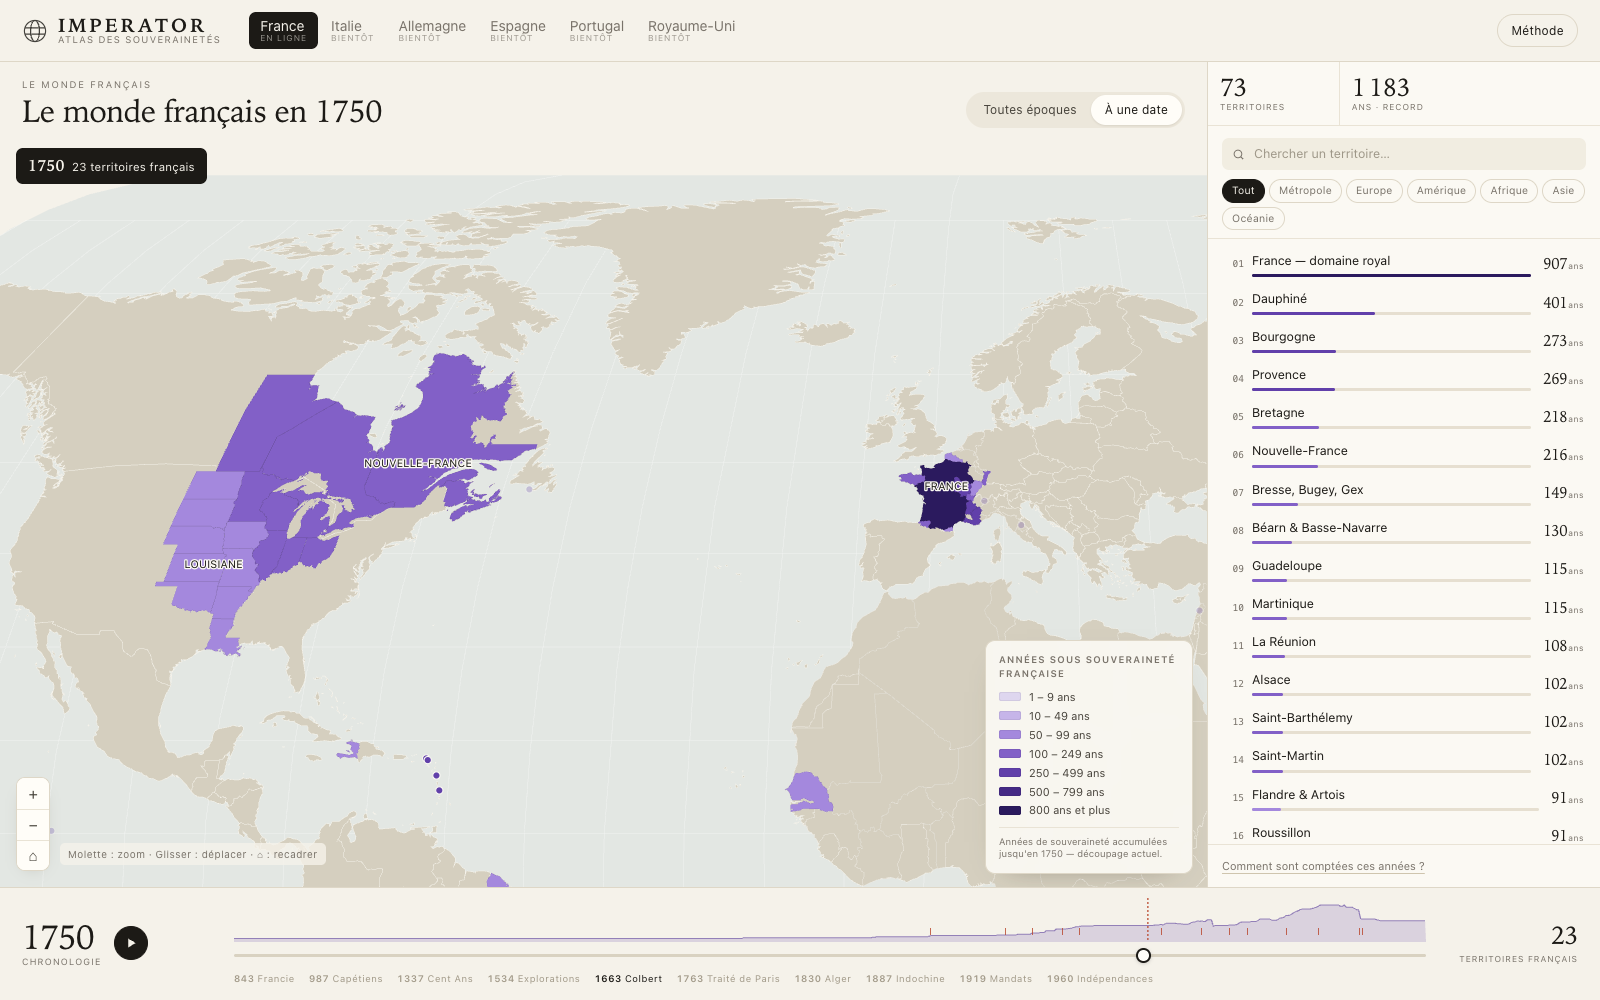 IMPERATOR
ATLAS DES SOUVERAINETÉS
France
EN LIGNE
Italie
BIENTÔT
Allemagne
BIENTÔT
Espagne
BIENTÔT
Portugal
BIENTÔT
Royaume-Uni
BIENTÔT
Méthode
LE MONDE FRANÇAIS
Le monde français en 1750
Toutes époques
À une date
1750 23 territoires français
NOUVELLE-FRANCE
LOUISIANE
FRANCE
ANNÉES SOUS SOUVERAINETÉ
FRANÇAISE
1 – 9 ans
10 – 49 ans
50 – 99 ans
100 – 249 ans
250 – 499 ans
500 – 799 ans
800 ans et plus
Années de souveraineté accumulées
jusqu'en 1750 — découpage actuel.
+
−
⌂
Molette : zoom · Glisser : déplacer · ⌂ : recadrer
73
TERRITOIRES
1 183
ANS · RECORD
Chercher un territoire…
Tout
Métropole
Europe
Amérique
Afrique
Asie
Océanie
01 France — domaine royal 907 ans
02 Dauphiné 401 ans
03 Bourgogne 273 ans
04 Provence 269 ans
05 Bretagne 218 ans
06 Nouvelle-France 216 ans
07 Bresse, Bugey, Gex 149 ans
08 Béarn & Basse-Navarre 130 ans
09 Guadeloupe 115 ans
10 Martinique 115 ans
11 La Réunion 108 ans
12 Alsace 102 ans
13 Saint-Barthélemy 102 ans
14 Saint-Martin 102 ans
15 Flandre & Artois 91 ans
16 Roussillon 91 ans
Comment sont comptées ces années ?
1750
CHRONOLOGIE
843 Francie
987 Capétiens
1337 Cent Ans
1534 Explorations
1663 Colbert
1763 Traité de Paris
1830 Alger
1887 Indochine
1919 Mandats
1960 Indépendances
23
TERRITOIRES FRANÇAIS